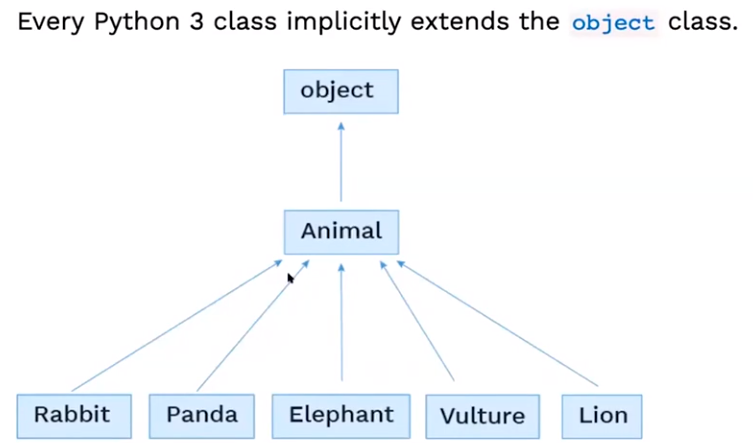 Every Python 3 class implicitly extends the object class.
object
Animal
Rabbit
Panda
Elephant
Vulture
Lion